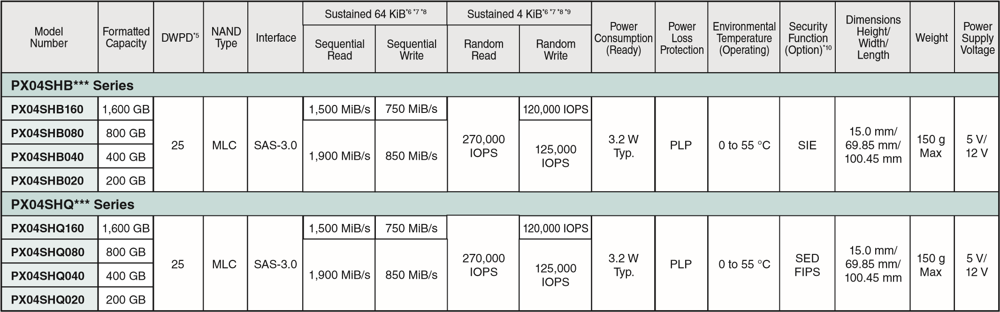 Model
Number
Formatted
Capacity
DWPD*5
NAND
Type
Interface
Sustained 64 KiB*6 *7 *8
Sequential
Read
Sequential
Write
Sustained 4 KiB*6 *7 *8 *9
Random
Read
Random
Write
Power
Consumption
(Ready)
Power
Loss
Protection
Environmental
Temperature
(Operating)
Security
Function
(Option)*10
Dimensions
Height/
Width/
Length
Weight
Power
Supply
Voltage
PX04SHB*** Series
PX04SHB160
1,600 GB
PX04SHB080
800 GB
PX04SHB040
400 GB
PX04SHB020
200 GB
25
MLC
SAS-3.0
1,500 MiB/s
750 MiB/s
1,900 MiB/s
850 MiB/s
270,000
IOPS
120,000 IOPS
125,000
IOPS
3.2 W
Typ.
PLP
0 to 55 °C
SIE
15.0 mm/
69.85 mm/
100.45 mm
150 g
Max
5 V/
12 V
PX04SHQ*** Series
PX04SHQ160
1,600 GB
PX04SHQ080
800 GB
PX04SHQ040
400 GB
PX04SHQ020
200 GB
25
MLC
SAS-3.0
1,500 MiB/s
750 MiB/s
1,900 MiB/s
850 MiB/s
270,000
IOPS
120,000 IOPS
125,000
IOPS
3.2 W
Typ.
PLP
0 to 55 °C
SED
FIPS
15.0 mm/
69.85 mm/
100.45 mm
150 g
Max
5 V/
12 V